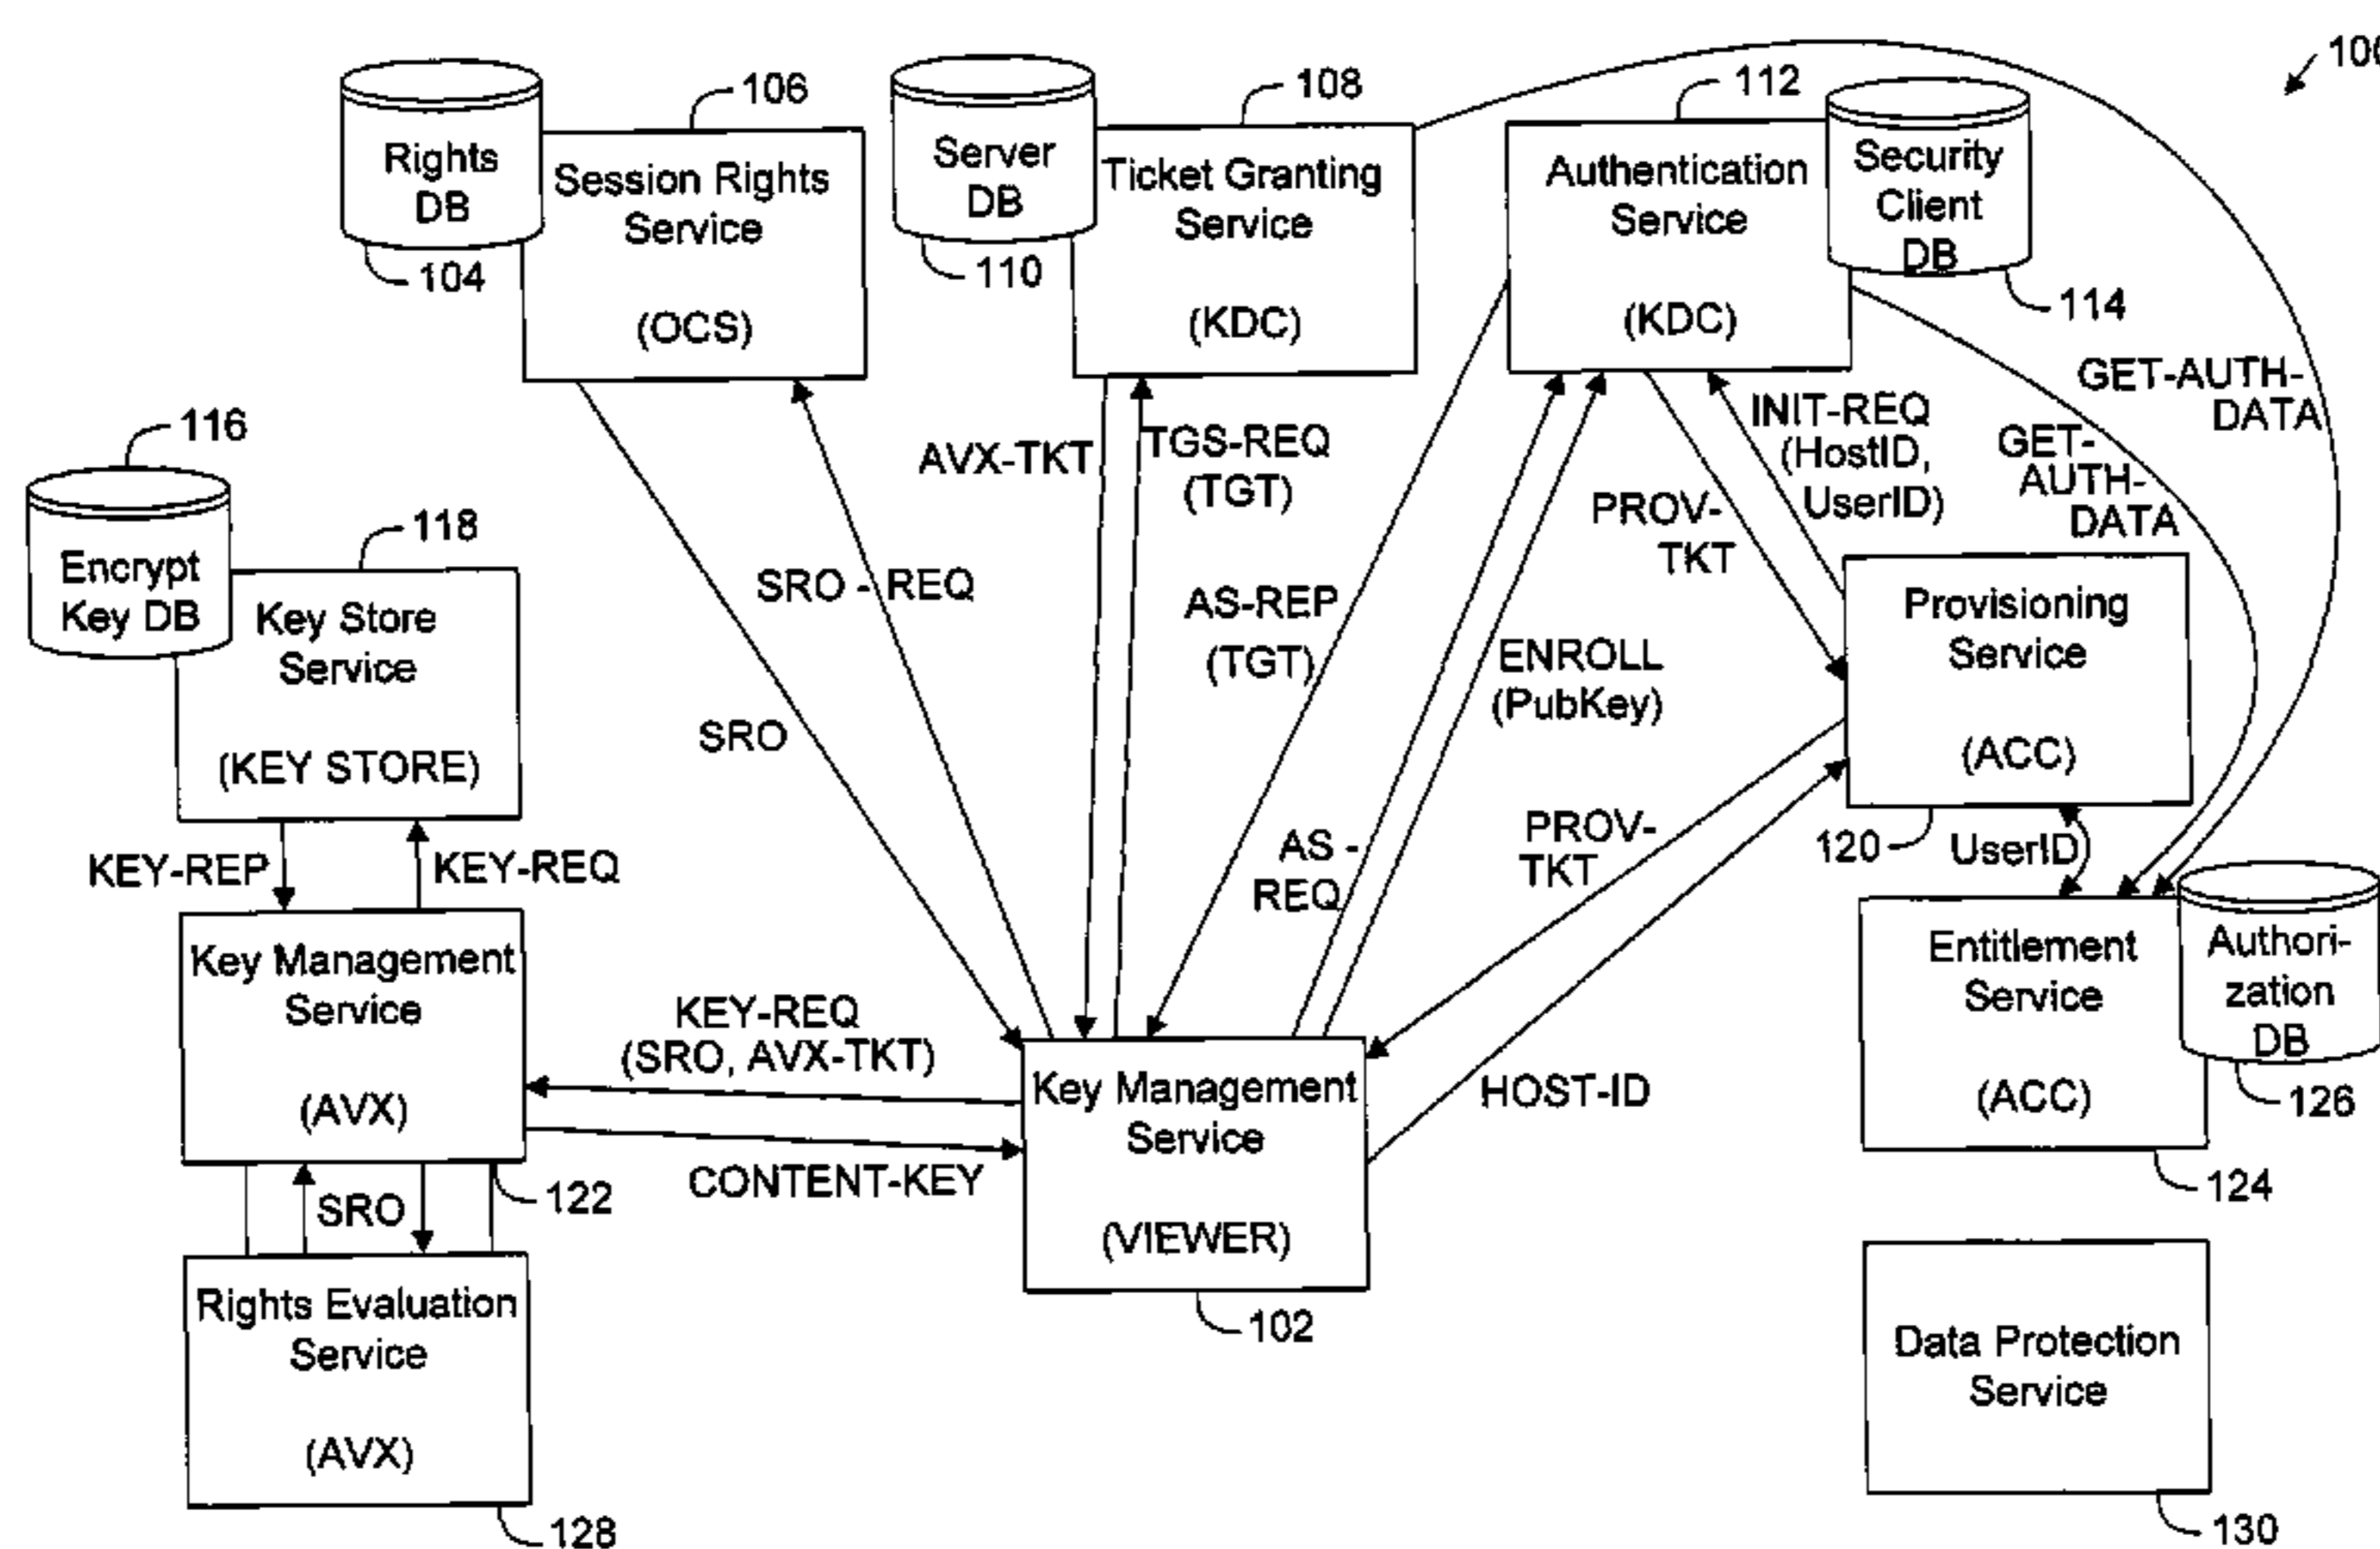 100
106
Rights
DB
104
Session Rights
Service
(OCS)
108
Server
DB
110
Ticket Granting
Service
(KDC)
112
Authentication
Service
(KDC)
Security
Client
DB
114
GET-AUTH-
DATA
GET-
AUTH-
DATA
INIT-REQ
(HostID,
UserID)
PROV-
TKT
AVX-TKT
TGS-REQ
(TGT)
SRO - REQ
SRO
AS-REP
(TGT)
ENROLL
(PubKey)
AS -
REQ
116
Encrypt
Key DB
118
Key Store
Service
(KEY STORE)
KEY-REP
KEY-REQ
Provisioning
Service
(ACC)
120
UserID
PROV-
TKT
HOST-ID
Key Management
Service
(AVX)
122
KEY-REQ
(SRO, AVX-TKT)
CONTENT-KEY
Key Management
Service
(VIEWER)
102
Entitlement
Service
(ACC)
124
Authori-
zation
DB
126
SRO
Rights Evaluation
Service
(AVX)
128
Data Protection
Service
130